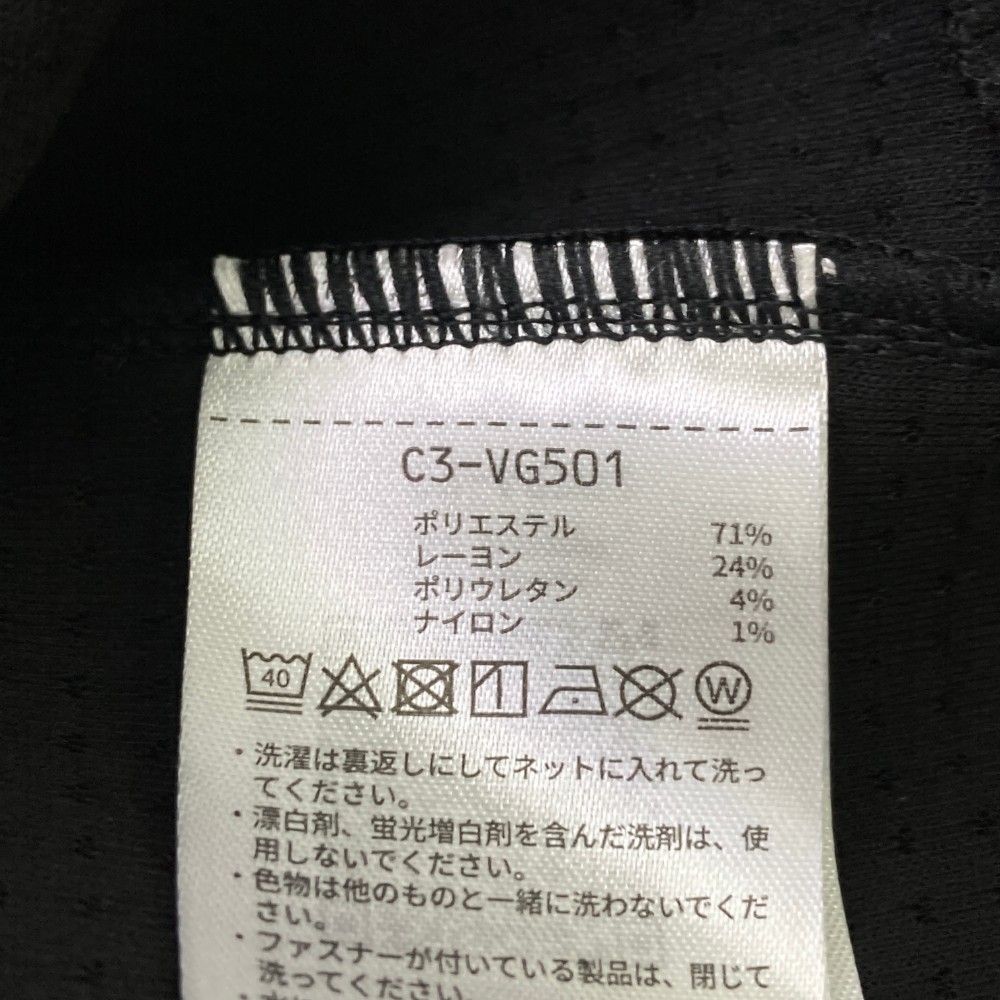 C3-VG501
ポリエステル 71%
レーヨン 24%
ポリウレタン 4%
ナイロン 1%
40 W
・洗濯は裏返しにしてネットに入れて洗っ
てください。
・漂白剤、蛍光増白剤を含んだ洗剤は、使
用しないでください。
・色物は他のものと一緒に洗わないでくだ
さい。
・ファスナーが付いている製品は、閉じて
洗ってください。